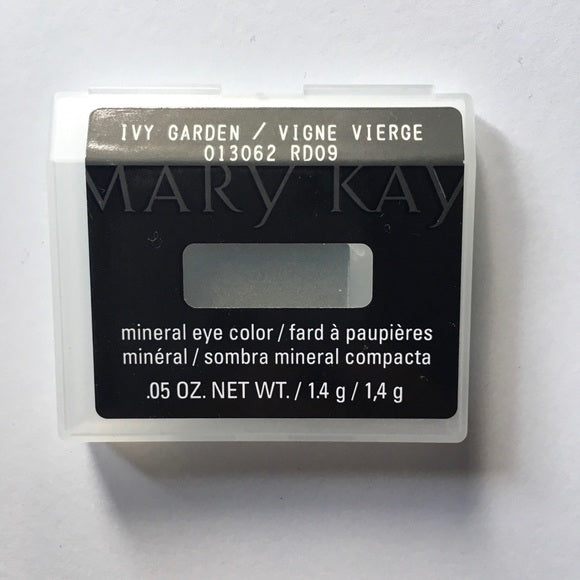 IVY GARDEN / VIGNE VIERGE
013062 RD09
MARY KAY
mineral eye color / fard à paupières
minéral / sombra mineral compacta
.05 OZ. NET WT. / 1.4 g / 1,4 g